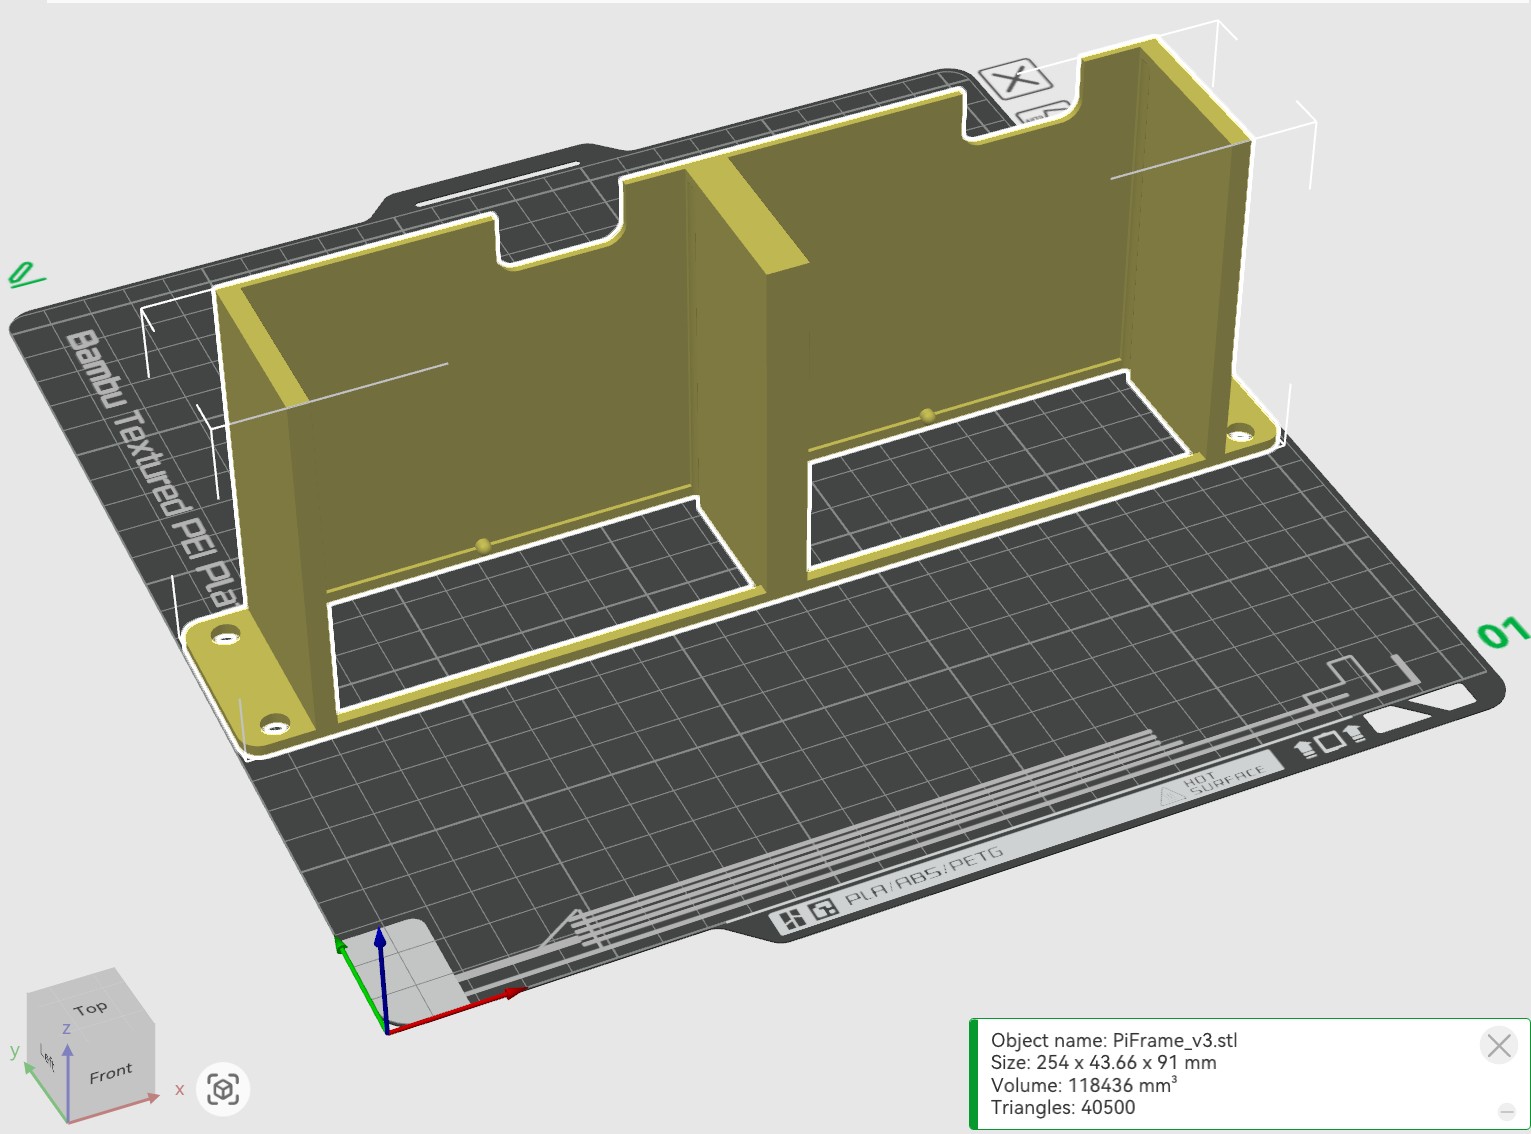 Bambu Textured PEI Pla
01
HOT
SURFACE
PLA/ABS/PETG
Top
Left
Front
z
y
x
Object name: PiFrame_v3.stl
Size: 254 x 43.66 x 91 mm
Volume: 118436 mm³
Triangles: 40500